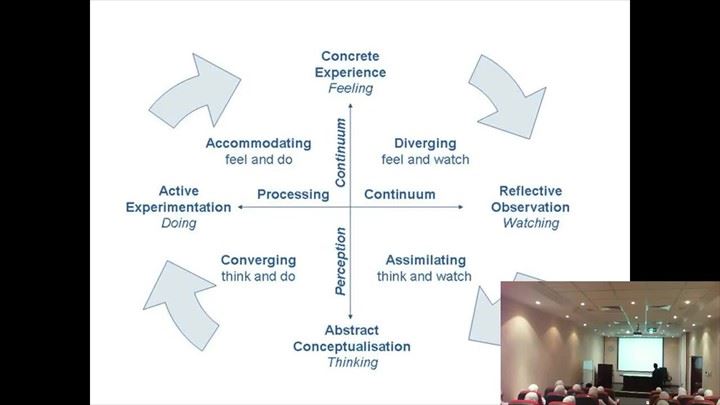 Concrete
Experience
Feeling
Accommodating
feel and do
Continuum
Diverging
feel and watch
Active
Experimentation
Doing
Processing
Continuum
Reflective
Observation
Watching
Converging
think and do
Perception
Assimilating
think and watch
Abstract
Conceptualisation
Thinking